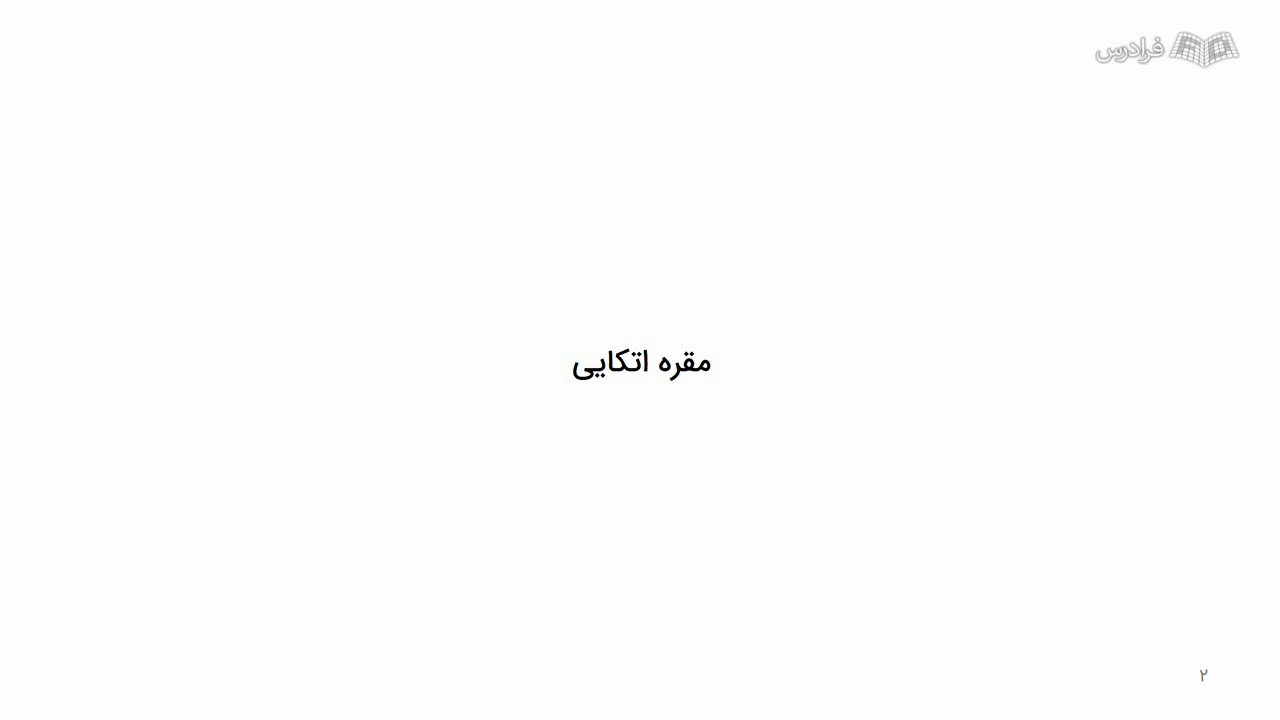 فرادرس
مقره اتکایی
۲